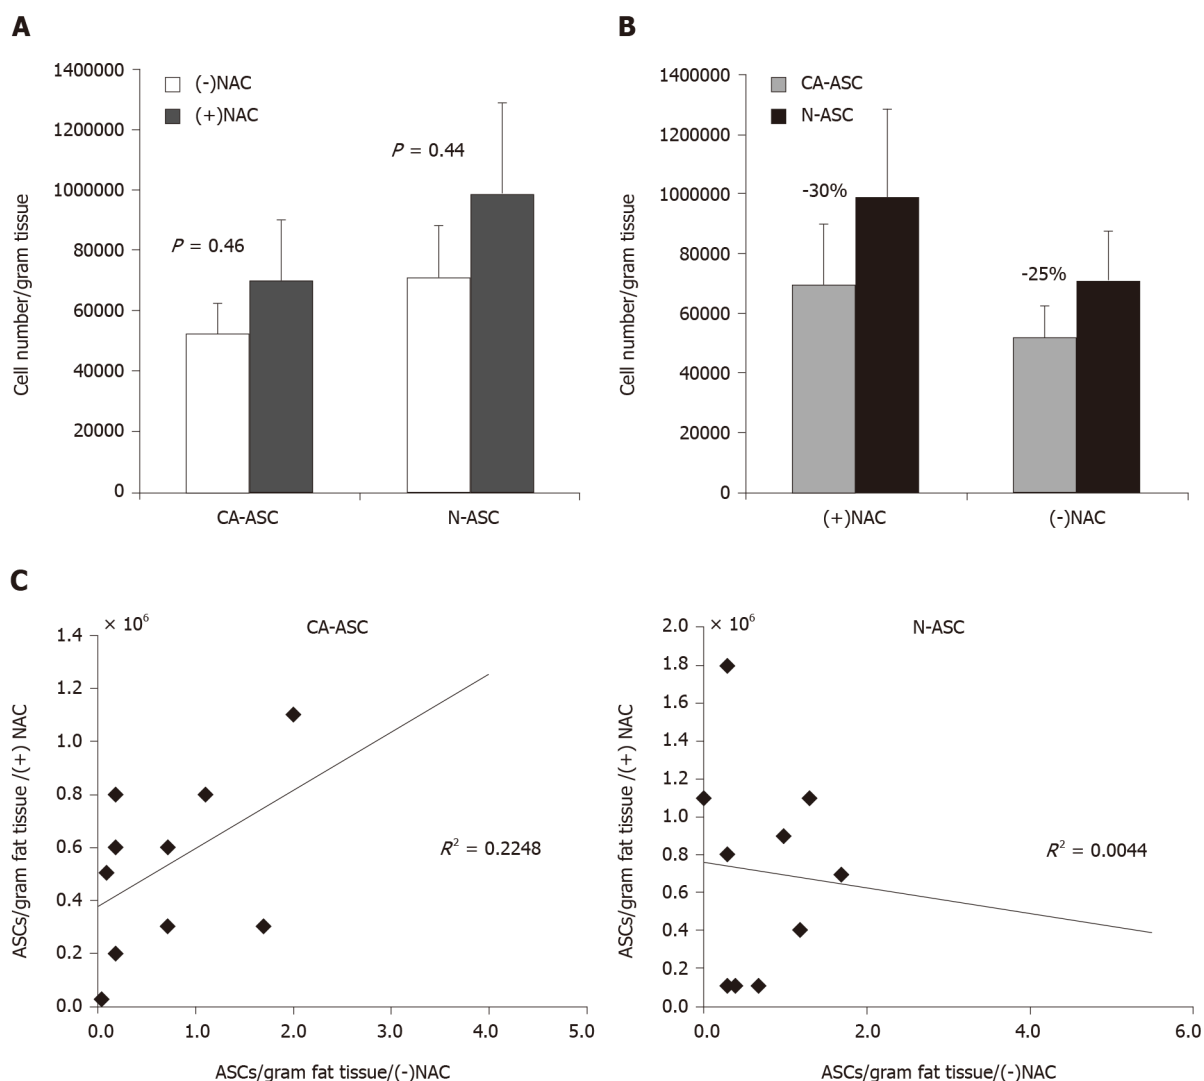 A
1400000
1200000
1000000
80000
60000
40000
20000
0
Cell number/gram tissue
(-)NAC
(+)NAC
P = 0.46
P = 0.44
CA-ASC
N-ASC
B
1400000
1200000
1000000
80000
60000
40000
20000
0
Cell number/gram tissue
CA-ASC
N-ASC
-30%
-25%
(+)NAC
(-)NAC
C
× 10⁶
CA-ASC
1.4
1.2
1.0
0.8
0.6
0.4
0.2
0.0
ASCs/gram fat tissue /(+) NAC
R² = 0.2248
0.0 1.0 2.0 3.0 4.0 5.0
ASCs/gram fat tissue/(-)NAC
× 10⁶
N-ASC
2.0
1.8
1.6
1.4
1.2
1.0
0.8
0.6
0.4
0.2
0.0
ASCs/gram fat tissue /(+) NAC
R² = 0.0044
0.0 2.0 4.0 6.0
ASCs/gram fat tissue/(-)NAC